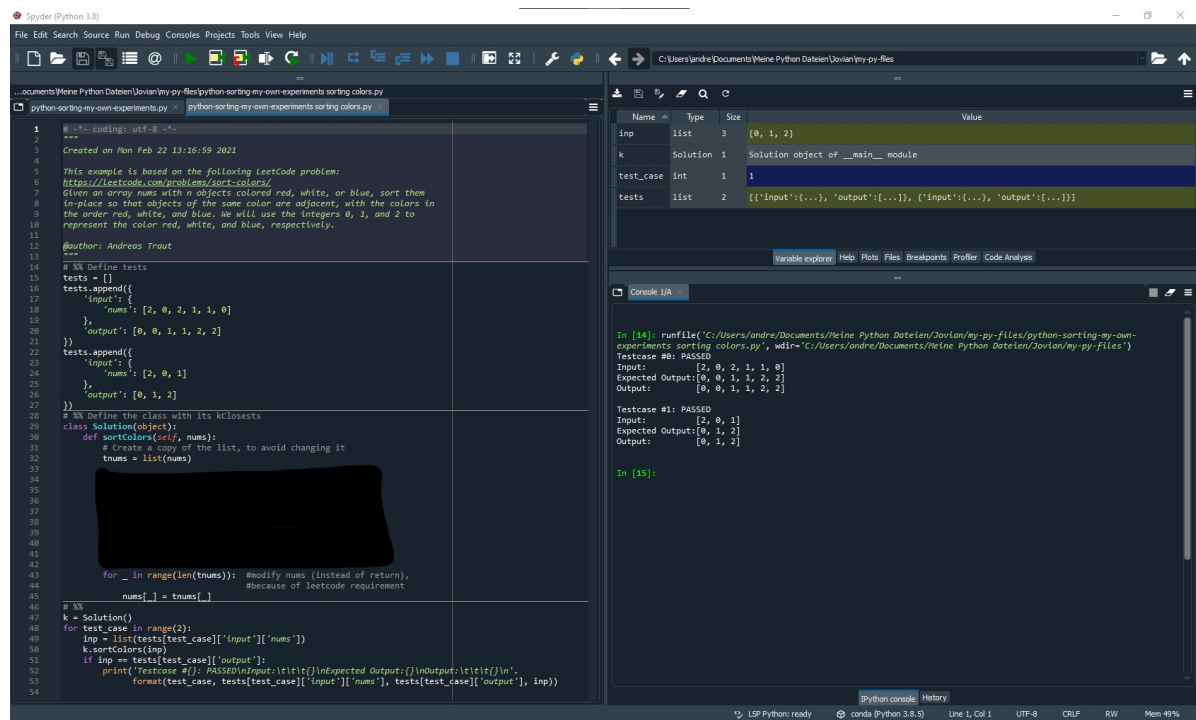 Spyder (Python 3.8)
File Edit Search Source Run Debug Consoles Projects Tools View Help
C:\Users\andre\Documents\Meine Python Dateien\Jovian\my-py-files
...ocuments\Meine Python Dateien\Jovian\my-py-files\python-sorting-my-own-experiments sorting colors.py
python-sorting-my-own-experiments.py
python-sorting-my-own-experiments sorting colors.py
1 # -*- coding: utf-8 -*-
2 """
3 Created on Mon Feb 22 13:16:59 2021
4
5 This example is based on the folloxing LeetCode problem:
6 https://leetcode.com/problems/sort-colors/
7 Given an array nums with n objects colored red, white, or blue, sort them
8 in-place so that objects of the same color are adjacent, with the colors in
9 the order red, white, and blue. We will use the integers 0, 1, and 2 to
10 represent the color red, white, and blue, respectively.
11
12 @author: Andreas Traut
13 """
14 # %% Define tests
15 tests = []
16 tests.append({
17 'input': {
18 'nums': [2, 0, 2, 1, 1, 0]
19 },
20 'output': [0, 0, 1, 1, 2, 2]
21 })
22 tests.append({
23 'input': {
24 'nums': [2, 0, 1]
25 },
26 'output': [0, 1, 2]
27 })
28 # %% Define the class with its kClosests
29 class Solution(object):
30 def sortColors(self, nums):
31 # Create a copy of the list, to avoid changing it
32 tnums = list(nums)
33
34
35
36
37
38
39
40
41
42
43 for _ in range(len(tnums)): #modify nums (instead of return),
44 #because of leetcode requirement
45 nums[_] = tnums[_]
46 # %%
47 k = Solution()
48 for test_case in range(2):
49 inp = list(tests[test_case]['input']['nums'])
50 k.sortColors(inp)
51 if inp == tests[test_case]['output']:
52 print('Testcase #{}: PASSED\nInput:\t\t\t{}\nExpected Output:{}\nOutput:\t\t\t{}\n'.
53 format(test_case, tests[test_case]['input']['nums'], tests[test_case]['output'], inp))
54
Name Type Size Value
inp list 3 [0, 1, 2]
k Solution 1 Solution object of __main__ module
test_case int 1 1
tests list 2 [{'input':{...}, 'output':[...]}, {'input':{...}, 'output':[...]}]
Variable explorer Help Plots Files Breakpoints Profiler Code Analysis
Console 1/A
In [14]: runfile('C:/Users/andre/Documents/Meine Python Dateien/Jovian/my-py-files/python-sorting-my-own-
experiments sorting colors.py', wdir='C:/Users/andre/Documents/Meine Python Dateien/Jovian/my-py-files')
Testcase #0: PASSED
Input: [2, 0, 2, 1, 1, 0]
Expected Output:[0, 0, 1, 1, 2, 2]
Output: [0, 0, 1, 1, 2, 2]
Testcase #1: PASSED
Input: [2, 0, 1]
Expected Output:[0, 1, 2]
Output: [0, 1, 2]
In [15]:
IPython console History
LSP Python: ready conda (Python 3.8.5) Line 1, Col 1 UTF-8 CRLF RW Mem 49%